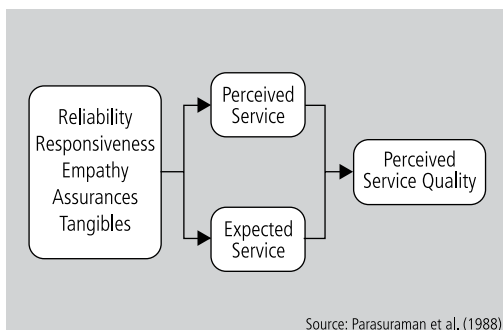 Reliability
Responsiveness
Empathy
Assurances
Tangibles
Perceived
Service
Expected
Service
Perceived
Service Quality
Source: Parasuraman et al. (1988)